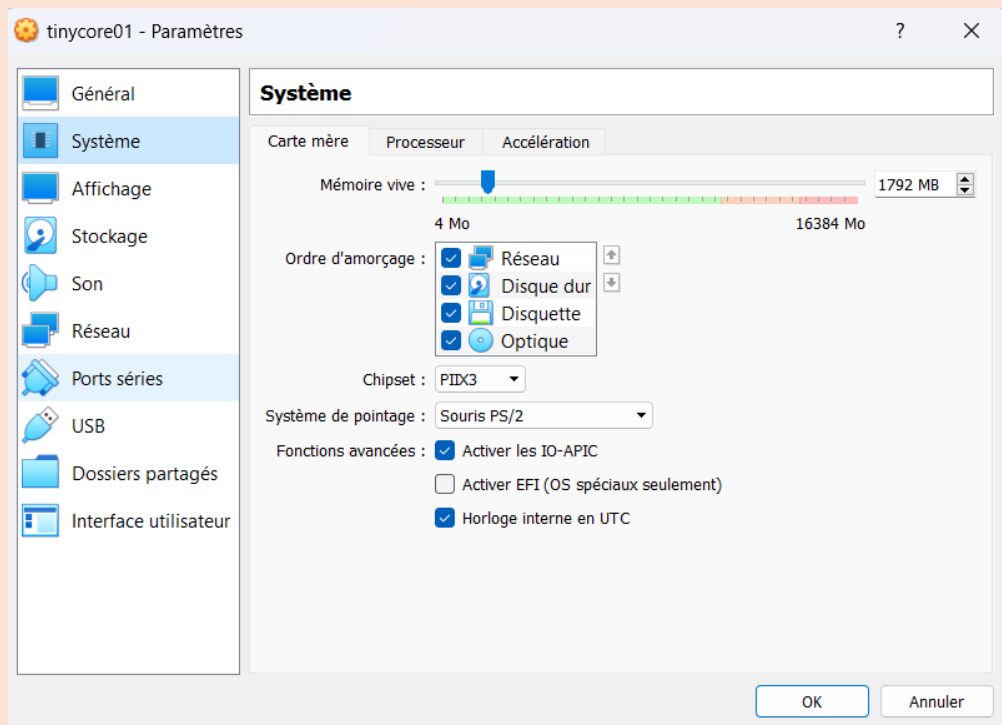 tinycore01 - Paramètres
?
Général
Système
Affichage
Stockage
Son
Réseau
Ports séries
USB
Dossiers partagés
Interface utilisateur
Système
Carte mère Processeur Accélération
Mémoire vive : 1792 MB
4 Mo 16384 Mo
Ordre d'amorçage : Réseau
Disque dur
Disquette
Optique
Chipset : PIIX3
Système de pointage : Souris PS/2
Fonctions avancées : Activer les IO-APIC
Activer EFI (OS spéciaux seulement)
Horloge interne en UTC
OK Annuler